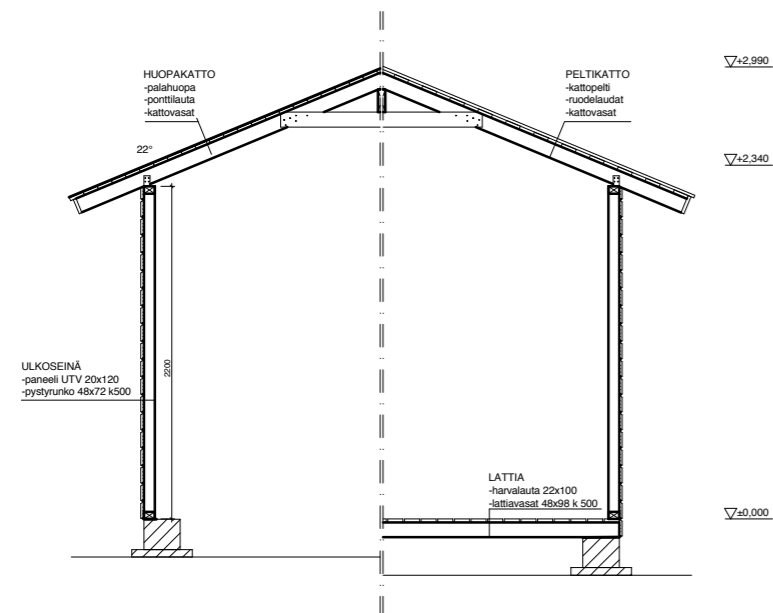 HUOPAKATTO
-palahuopa
-ponttilauta
-kattovasat
PELTIKATTO
-kattopelti
-ruodelaudat
-kattovasat
+2,990
22°
+2,340
2200
ULKOSEINÄ
-paneeli UTV 20x120
-pystyrunko 48x72 k500
LATTIA
-harvalauta 22x100
-lattiavasat 48x98 k 500
±0,000